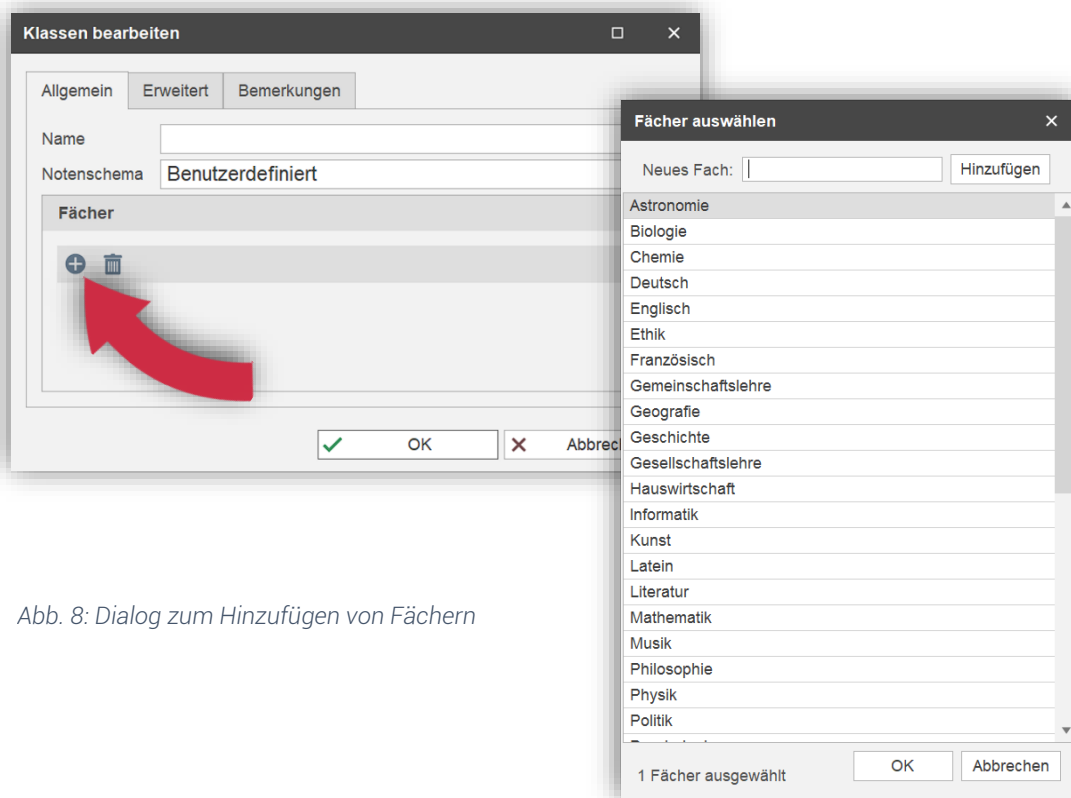 Klassen bearbeiten
Allgemein Erweitert Bemerkungen
Name
Notenschema Benutzerdefiniert
Fächer
OK
Abb. 8: Dialog zum Hinzufügen von Fächern
Fächer auswählen
Neues Fach: Hinzufügen
Astronomie
Biologie
Chemie
Deutsch
Englisch
Ethik
Französisch
Gemeinschaftslehre
Geografie
Geschichte
Gesellschaftslehre
Hauswirtschaft
Informatik
Kunst
Latein
Literatur
Mathematik
Musik
Philosophie
Physik
Politik
1 Fächer ausgewählt OK Abbrechen